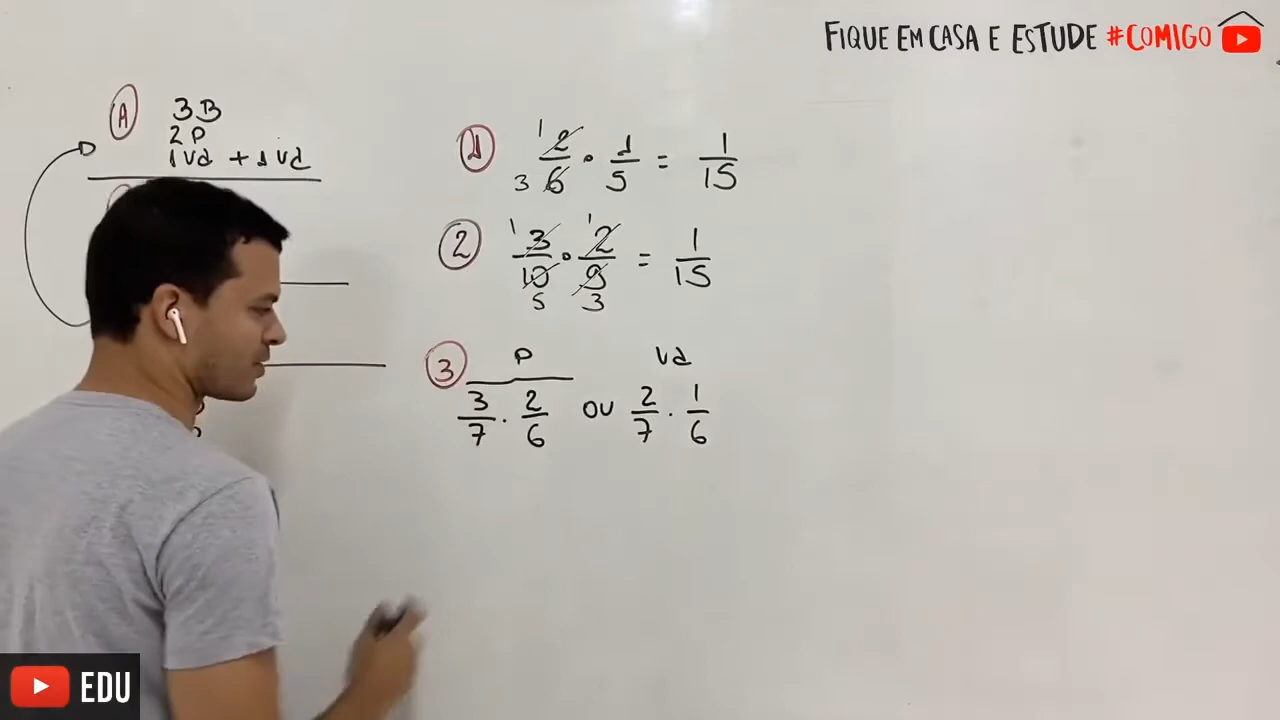 FIQUE EM CASA E ESTUDE #COMIGO
A 3B
2P
1Vd + 1Vd
1 2/6 · 1/5 = 1/15
3
2 3/10 · 2/9 = 1/15
1 1
5 3
3 P Vd
3/7 · 2/6 OU 2/7 · 1/6
EDU